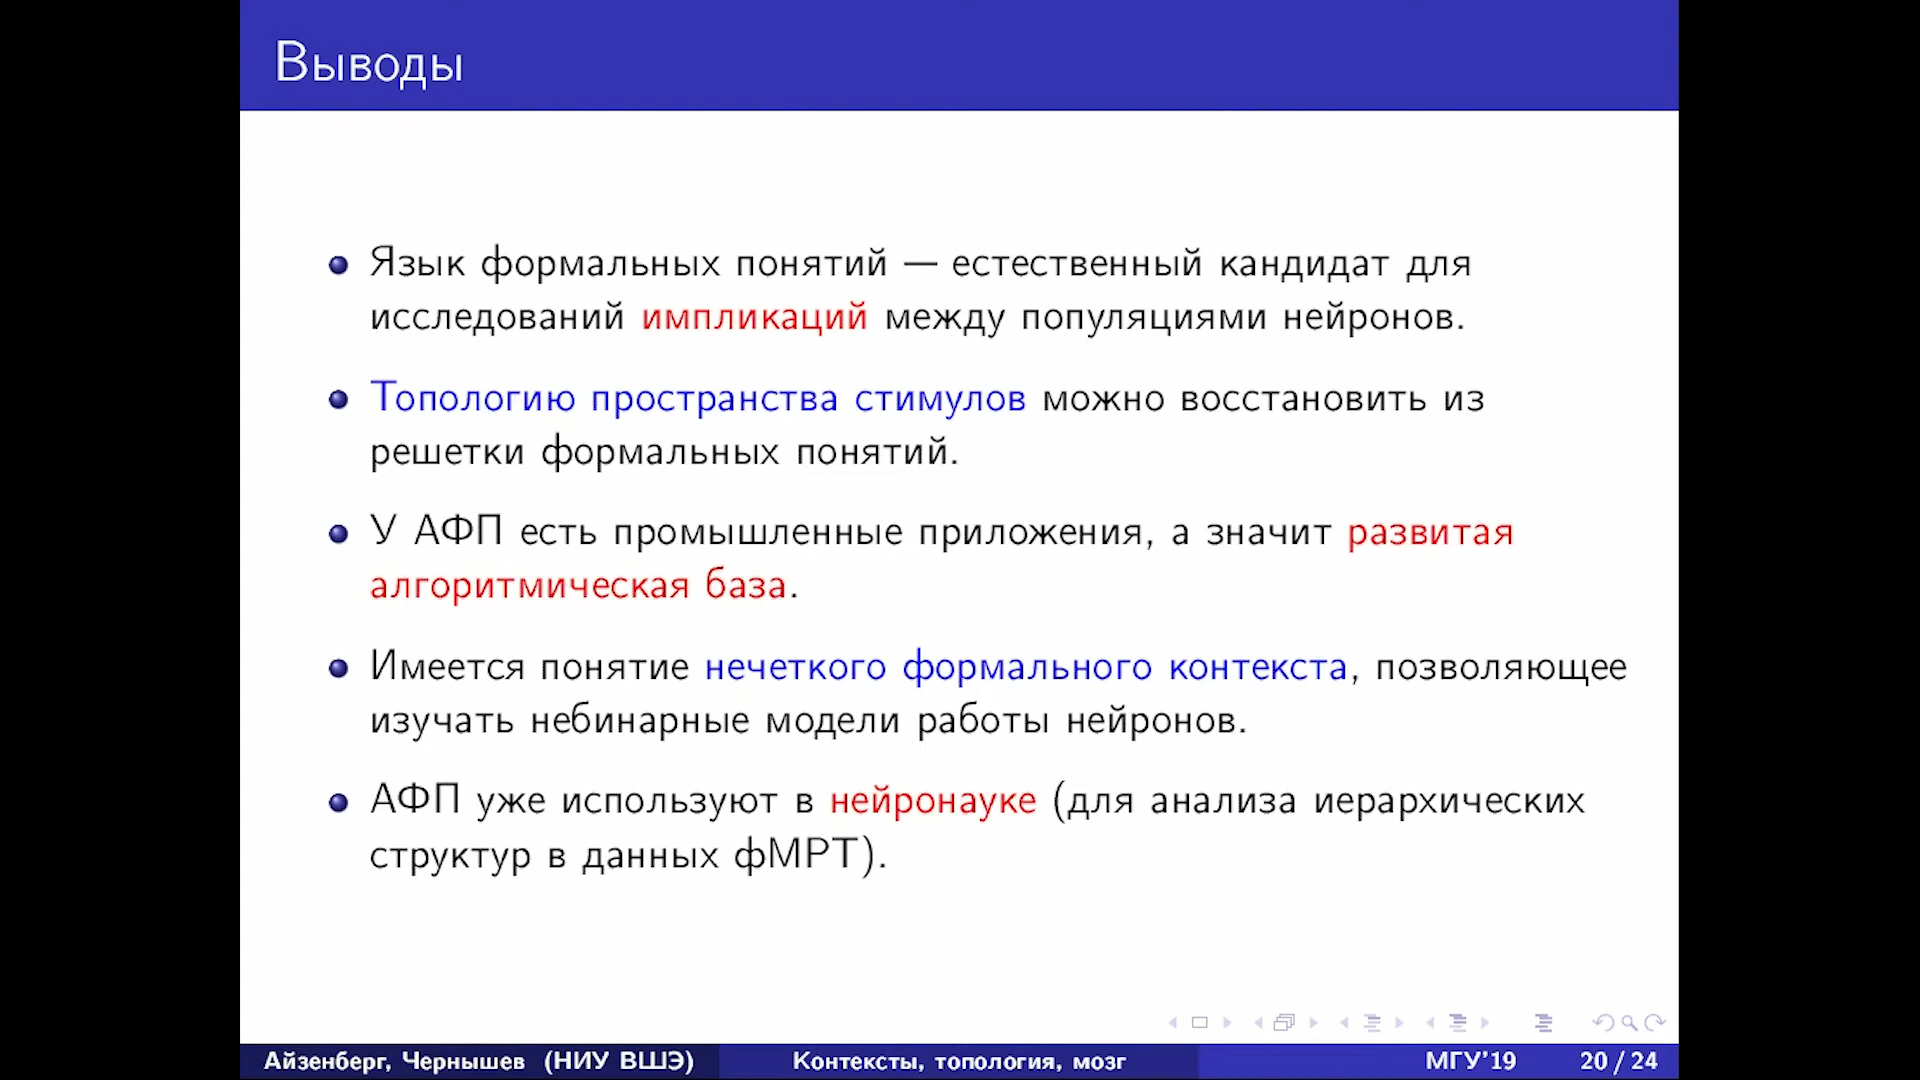 Выводы
Язык формальных понятий — естественный кандидат для
исследований импликаций между популяциями нейронов.
Топологию пространства стимулов можно восстановить из
решетки формальных понятий.
У АФП есть промышленные приложения, а значит развитая
алгоритмическая база.
Имеется понятие нечеткого формального контекста, позволяющее
изучать небинарные модели работы нейронов.
АФП уже используют в нейронауке (для анализа иерархических
структур в данных фМРТ).
Айзенберг, Чернышев (НИУ ВШЭ) Контексты, топология, мозг МГУ'19 20 / 24